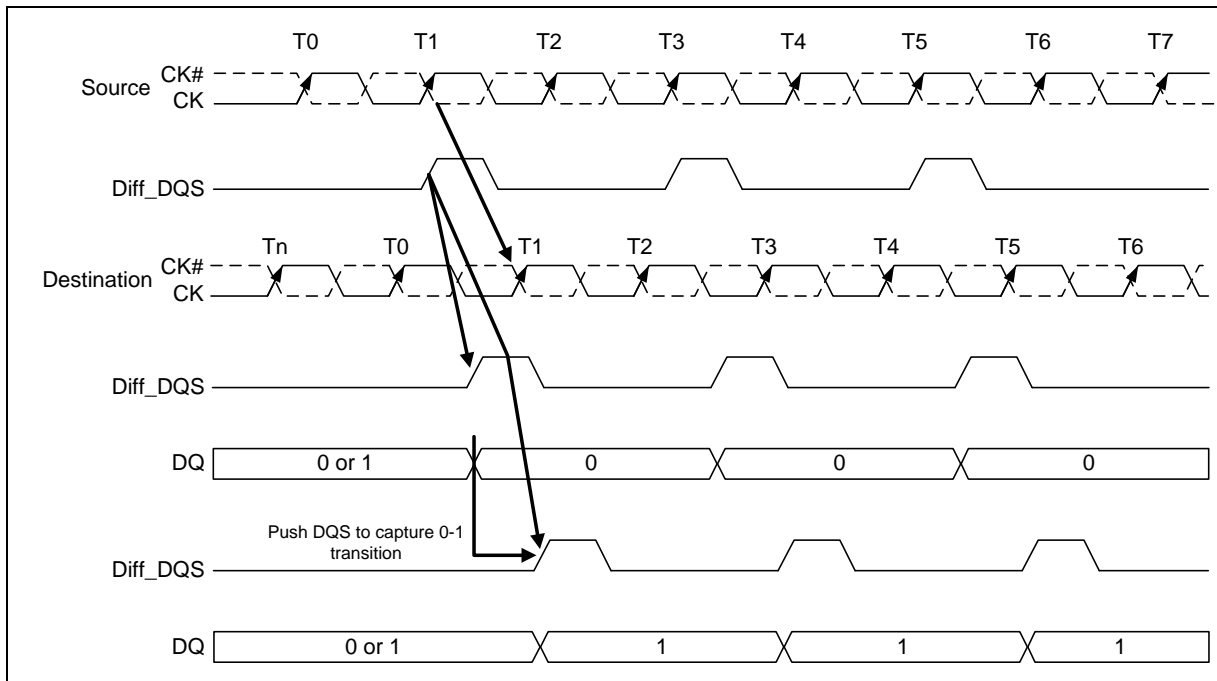 T0 T1 T2 T3 T4 T5 T6 T7
Source CK#
CK
Diff_DQS
Tn T0 T1 T2 T3 T4 T5 T6
Destination CK#
CK
Diff_DQS
DQ 0 or 1 0 0 0
Push DQS to capture 0-1
transition
Diff_DQS
DQ 0 or 1 1 1 1